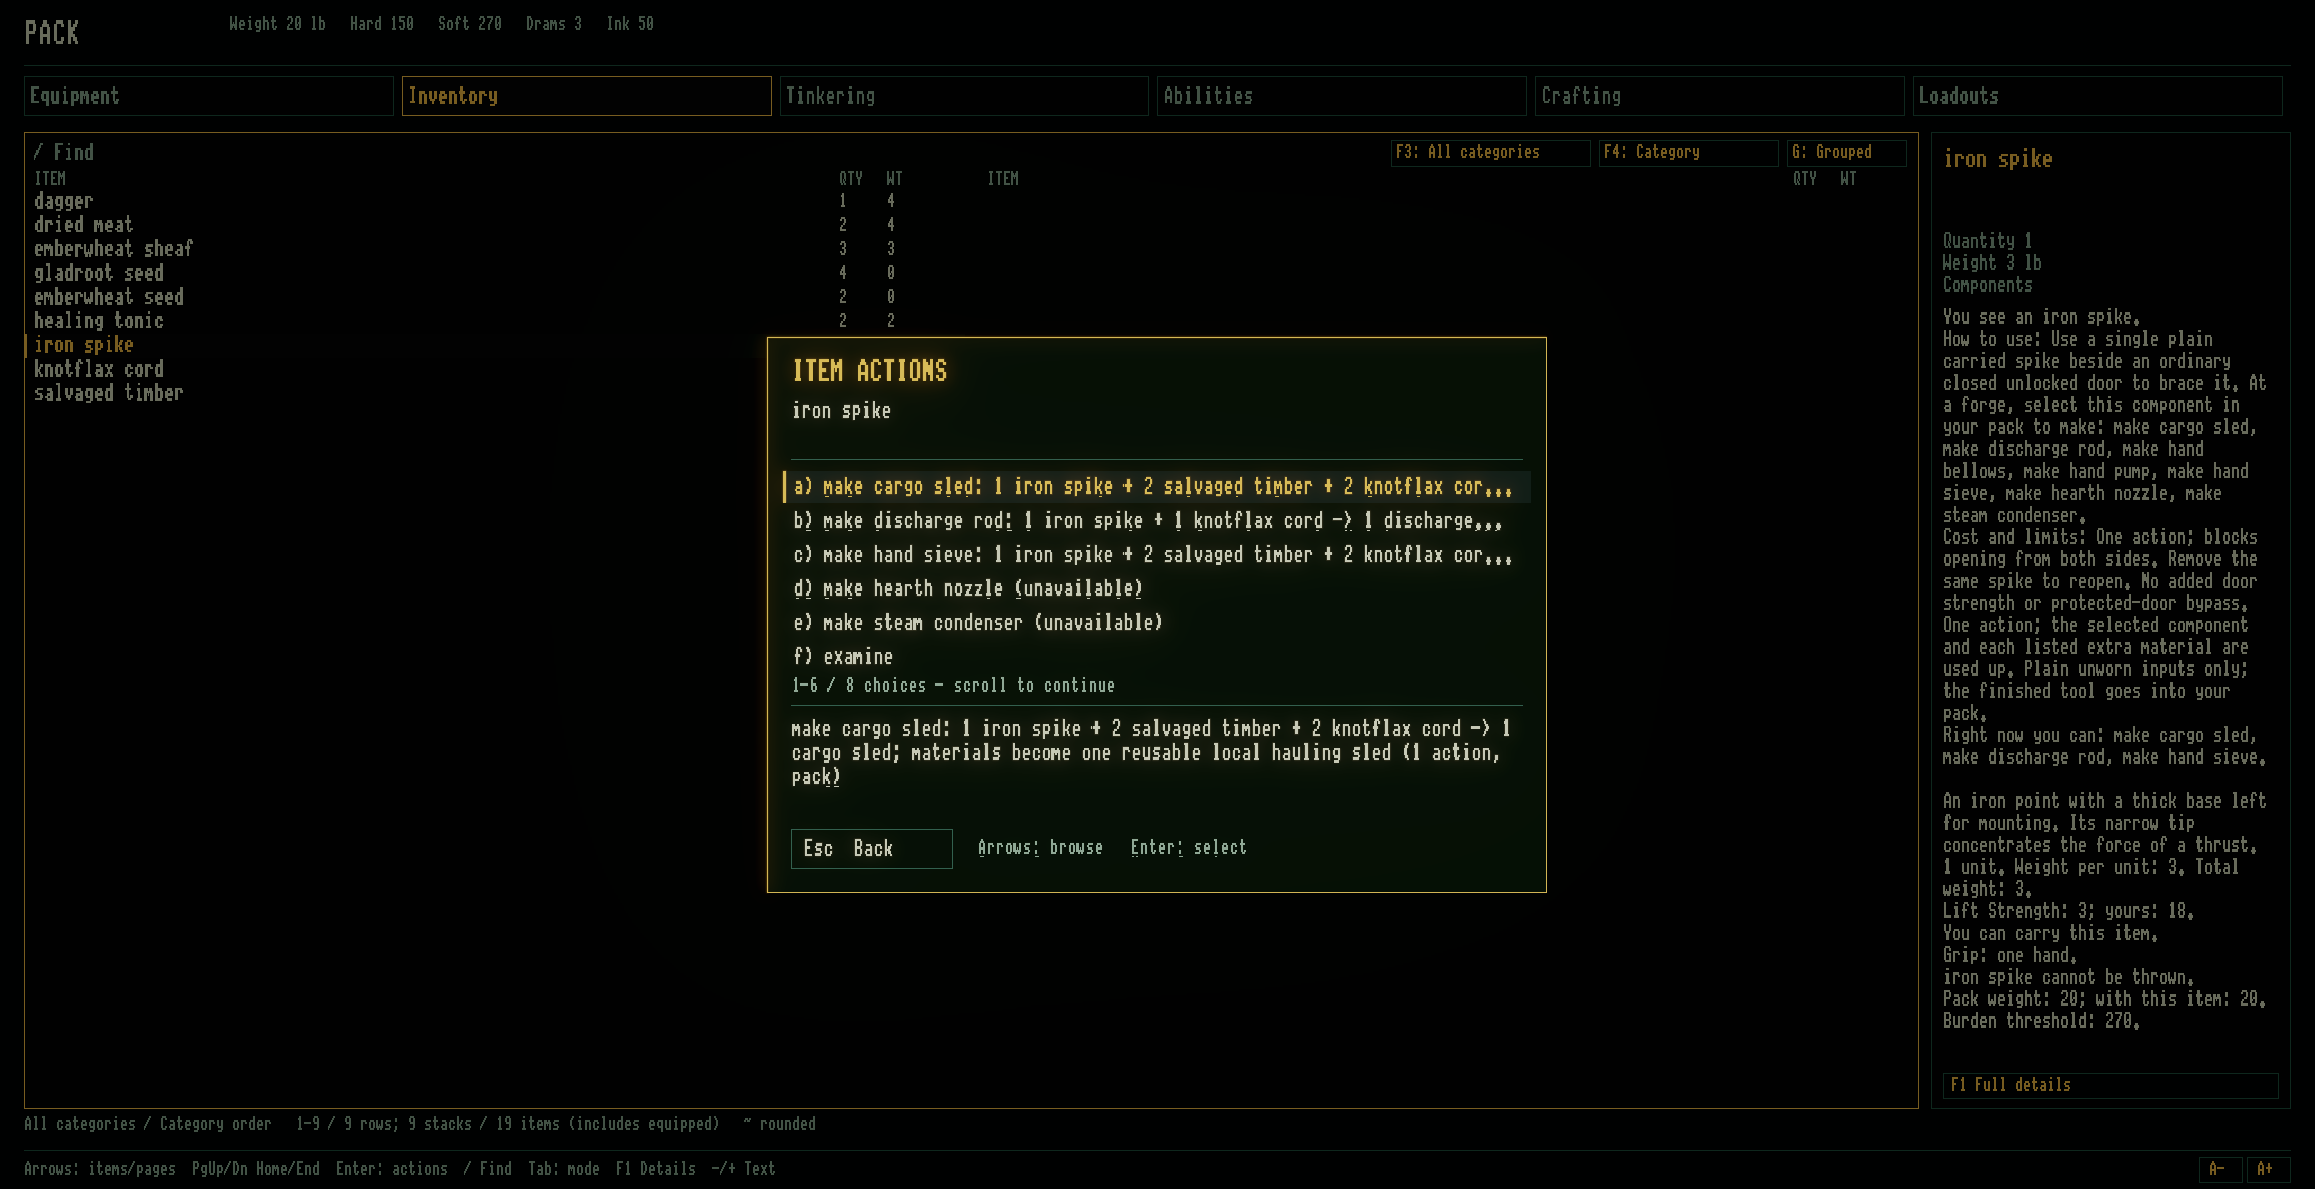 PACK
Weight 20 lb Hard 150 Soft 270 Drams 3 Ink 50
Equipment
Inventory
Tinkering
Abilities
Crafting
Loadouts
/ Find
F3: All categories
F4: Category
G: Grouped
ITEM QTY WT ITEM QTY WT
dagger 1 4
dried meat 2 4
emberwheat sheaf 3 3
gladroot seed 4 0
emberwheat seed 2 0
healing tonic 2 2
iron spike
knotflax cord
salvaged timber
ITEM ACTIONS
iron spike
a) make cargo sled: 1 iron spike + 2 salvaged timber + 2 knotflax cor...
b) make discharge rod: 1 iron spike + 1 knotflax cord -> 1 discharge...
c) make hand sieve: 1 iron spike + 2 salvaged timber + 2 knotflax cor...
d) make hearth nozzle (unavailable)
e) make steam condenser (unavailable)
f) examine
1-6 / 8 choices - scroll to continue
make cargo sled: 1 iron spike + 2 salvaged timber + 2 knotflax cord -> 1
cargo sled; materials become one reusable local hauling sled (1 action,
pack)
Esc Back
Arrows: browse Enter: select
iron spike
Quantity 1
Weight 3 lb
Components
You see an iron spike.
How to use: Use a single plain
carried spike beside an ordinary
closed unlocked door to brace it. At
a forge, select this component in
your pack to make: make cargo sled,
make discharge rod, make hand
bellows, make hand pump, make hand
sieve, make hearth nozzle, make
steam condenser.
Cost and limits: One action; blocks
opening from both sides. Remove the
same spike to reopen. No added door
strength or protected-door bypass.
One action; the selected component
and each listed extra material are
used up. Plain unworn inputs only;
the finished tool goes into your
pack.
Right now you can: make cargo sled,
make discharge rod, make hand sieve.
An iron point with a thick base left
for mounting. Its narrow tip
concentrates the force of a thrust.
1 unit. Weight per unit: 3. Total
weight: 3.
Lift Strength: 3; yours: 18.
You can carry this item.
Grip: one hand.
iron spike cannot be thrown.
Pack weight: 20; with this item: 20.
Burden threshold: 270.
F1 Full details
All categories / Category order 1-9 / 9 rows; 9 stacks / 19 items (includes equipped) ~ rounded
Arrows: items/pages PgUp/Dn Home/End Enter: actions / Find Tab: mode F1 Details -/+ Text
A- A+